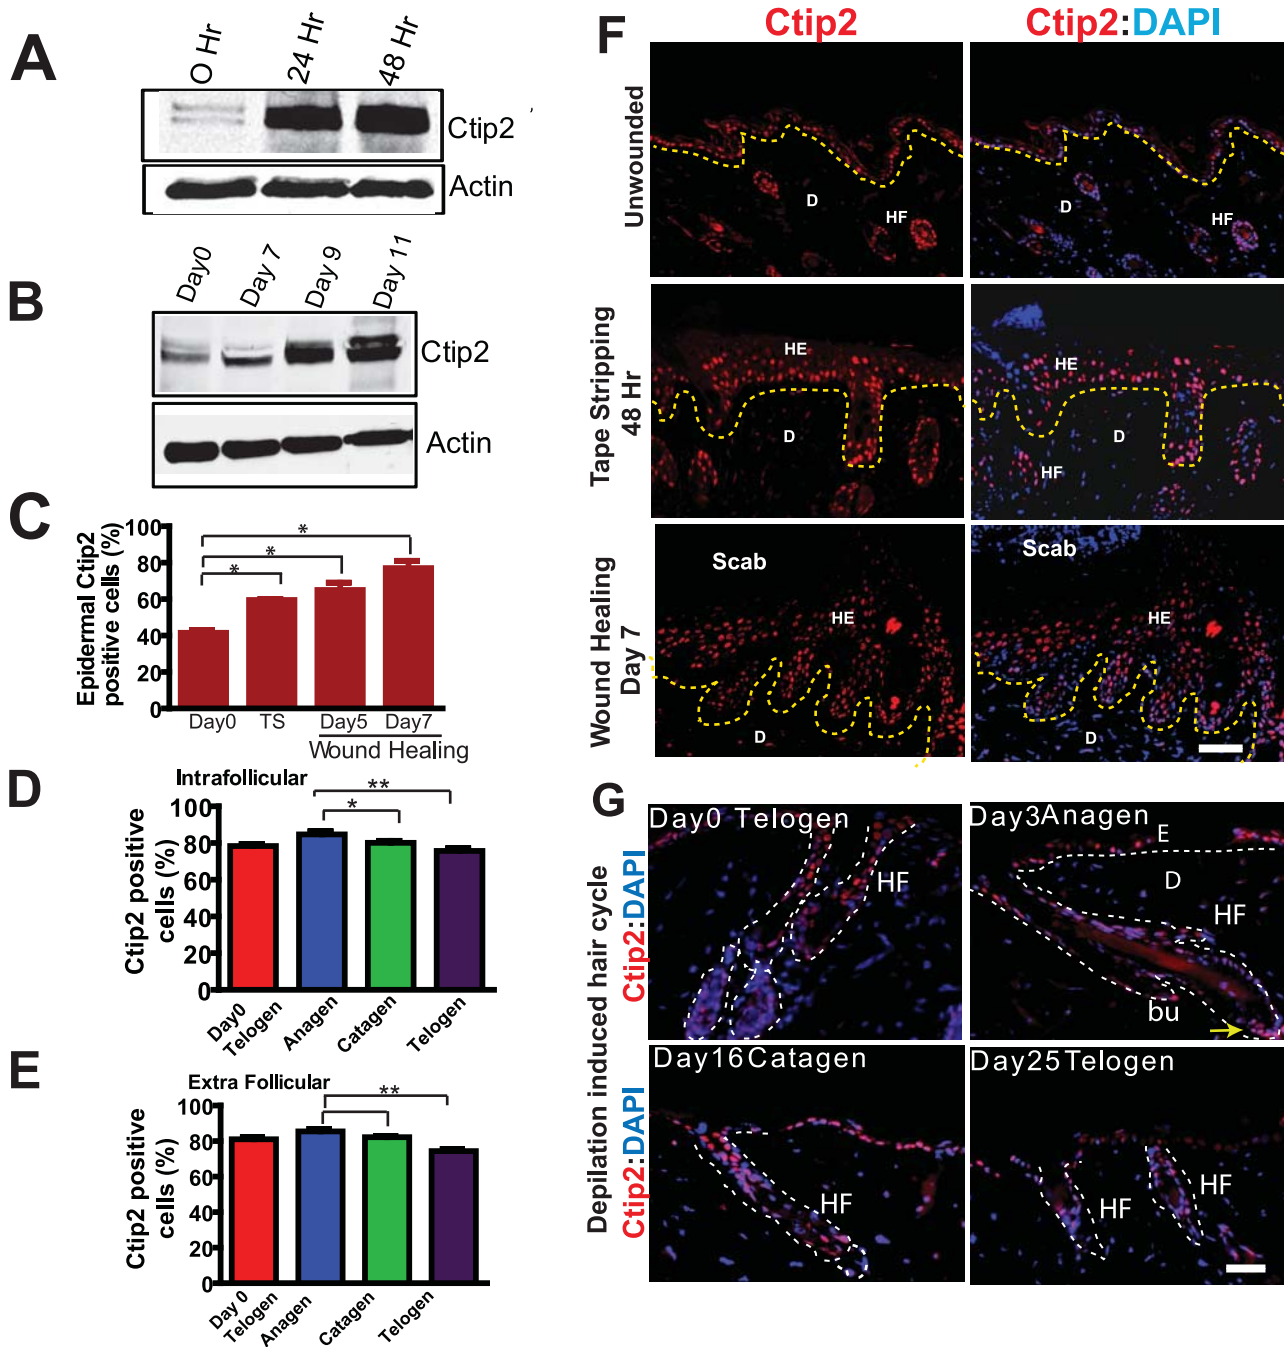 A
O Hr
24 Hr
48 Hr
Ctip2
,
Actin
B
Day0
Day 7
Day 9
Day 11
Ctip2
Actin
C
Epidermal Ctip2
positive cells (%)
100
80
60
40
20
0
*
*
*
Day0
TS
Day5
Day7
Wound Healing
D
Intrafollicular
Ctip2 positive
cells (%)
100
80
60
40
20
0
**
*
Day0
Telogen
Anagen
Catagen
Telogen
E
Extra Follicular
Ctip2 positive
cells (%)
100
80
60
40
20
0
**
Day 0
Telogen
Anagen
Catagen
Telogen
F
Ctip2
Ctip2:DAPI
Unwounded
D
HF
D
HF
Tape Stripping
48 Hr
HE
D
HE
D
HF
Wound Healing
Day 7
Scab
HE
D
Scab
HE
D
G
Depilation induced hair cycle
Ctip2:DAPI
Day0 Telogen
HF
Day3Anagen
E
D
HF
bu
Ctip2:DAPI
Day16Catagen
HF
Day25Telogen
HF
HF